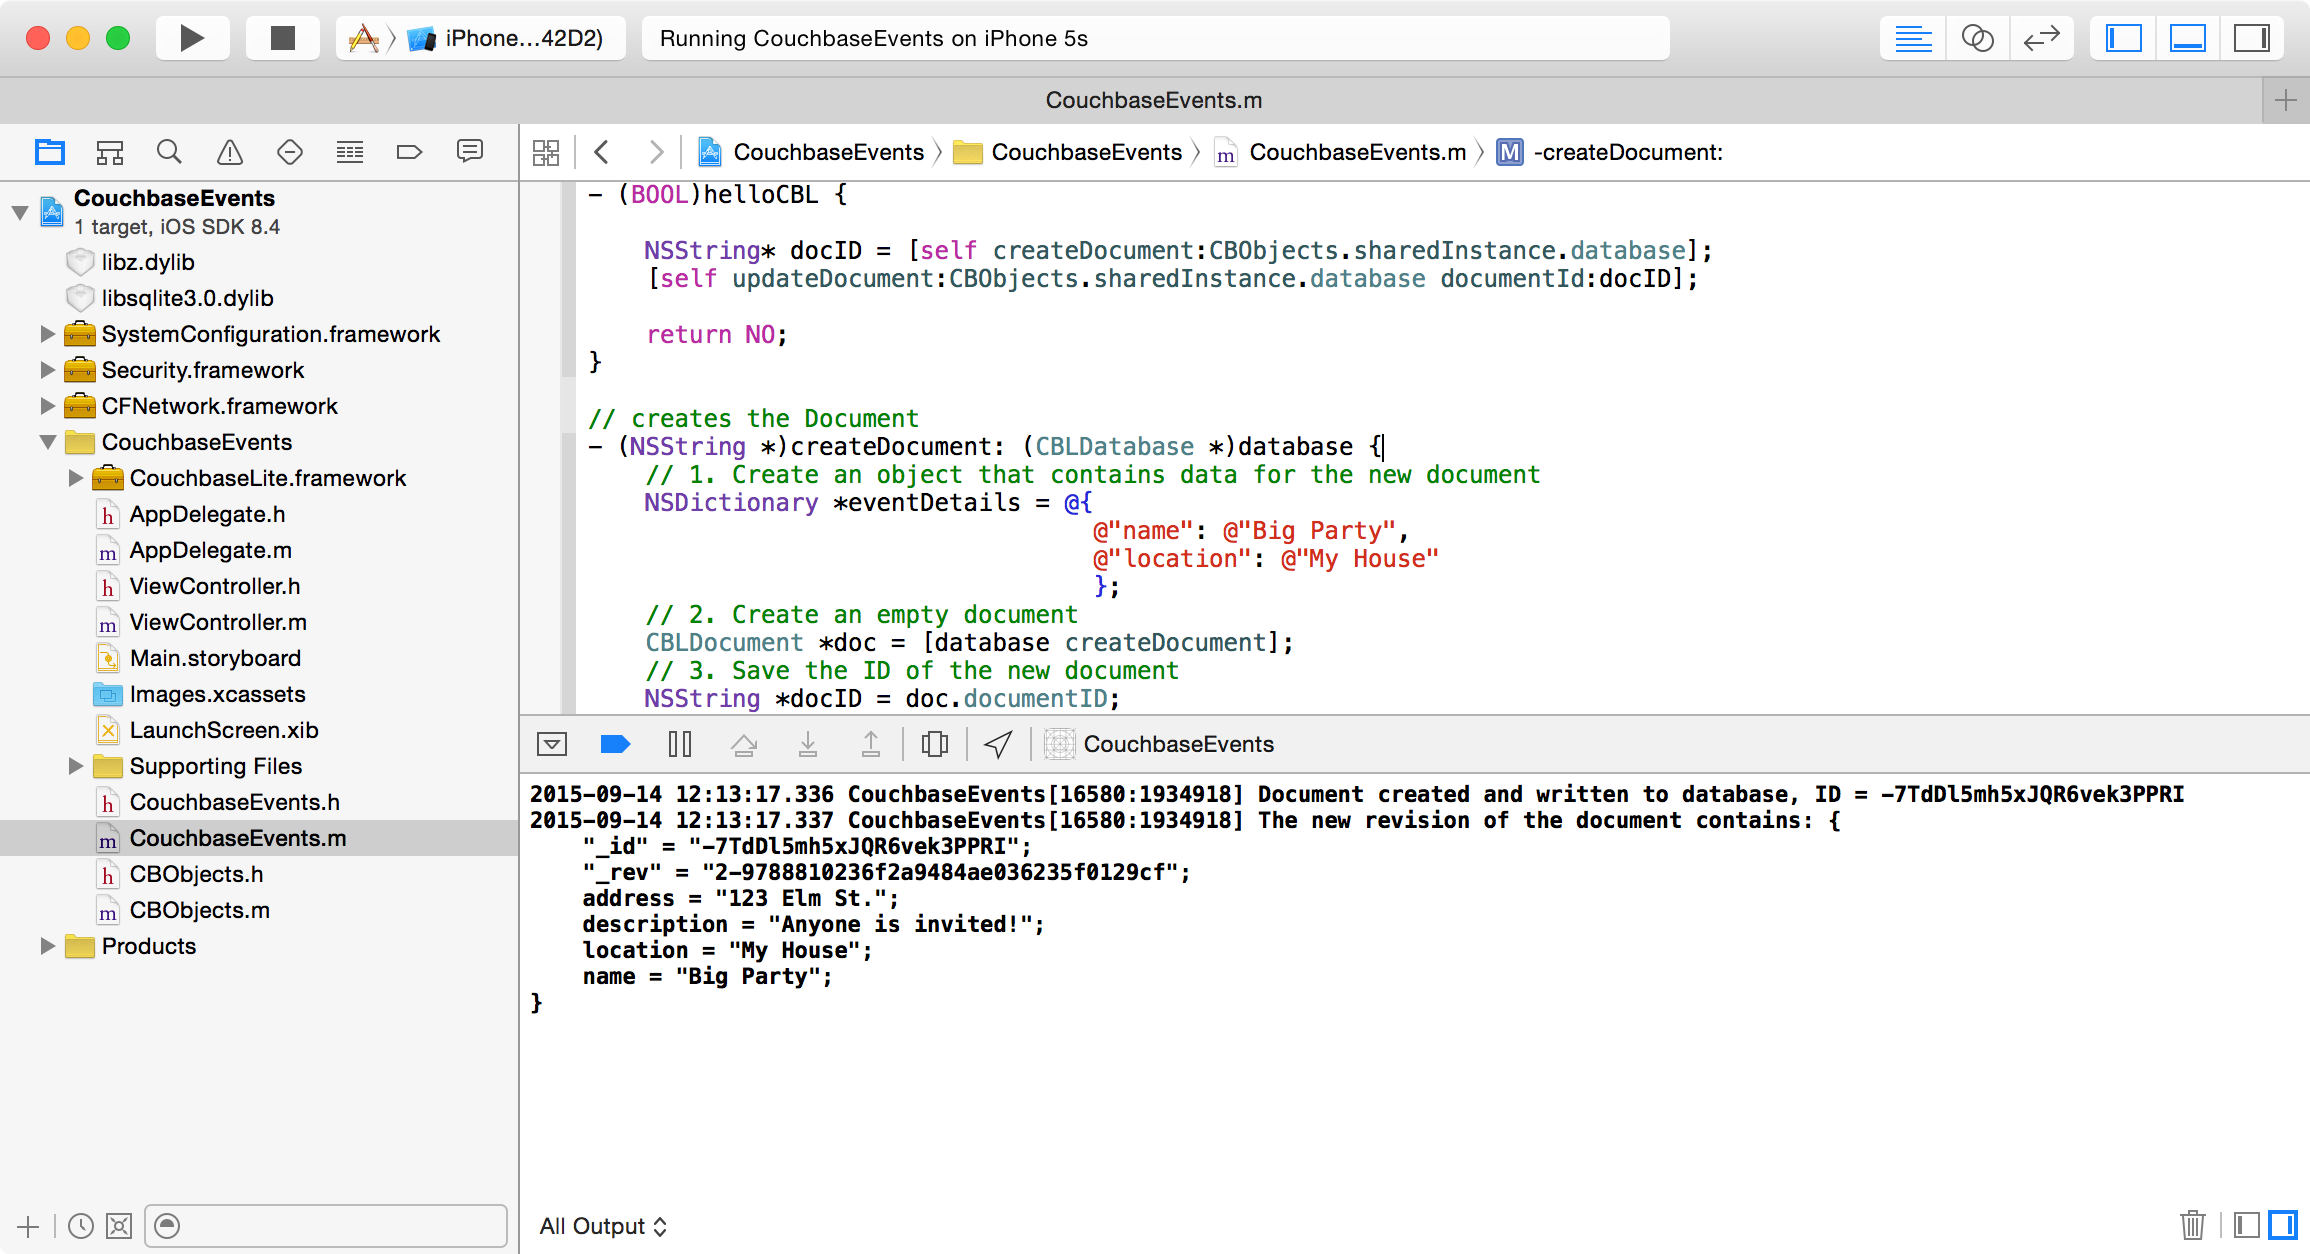 iPhone...42D2)
Running CouchbaseEvents on iPhone 5s
CouchbaseEvents.m
CouchbaseEvents
1 target, iOS SDK 8.4
libz.dylib
libsqlite3.0.dylib
SystemConfiguration.framework
Security.framework
CFNetwork.framework
CouchbaseEvents
CouchbaseLite.framework
h AppDelegate.h
m AppDelegate.m
h ViewController.h
m ViewController.m
Main.storyboard
Images.xcassets
LaunchScreen.xib
Supporting Files
h CouchbaseEvents.h
m CouchbaseEvents.m
h CBObjects.h
m CBObjects.m
Products
CouchbaseEvents CouchbaseEvents m CouchbaseEvents.m M -createDocument:
- (BOOL)helloCBL {
NSString* docID = [self createDocument:CBObjects.sharedInstance.database];
[self updateDocument:CBObjects.sharedInstance.database documentId:docID];
return NO;
}
// creates the Document
- (NSString *)createDocument: (CBLDatabase *)database {
// 1. Create an object that contains data for the new document
NSDictionary *eventDetails = @{
@"name": @"Big Party",
@"location": @"My House"
};
// 2. Create an empty document
CBLDocument *doc = [database createDocument];
// 3. Save the ID of the new document
NSString *docID = doc.documentID;
CouchbaseEvents
2015-09-14 12:13:17.336 CouchbaseEvents[16580:1934918] Document created and written to database, ID = -7TdDl5mh5xJQR6vek3PPRI
2015-09-14 12:13:17.337 CouchbaseEvents[16580:1934918] The new revision of the document contains: {
"_id" = "-7TdDl5mh5xJQR6vek3PPRI";
"_rev" = "2-9788810236f2a9484ae036235f0129cf";
address = "123 Elm St.";
description = "Anyone is invited!";
location = "My House";
name = "Big Party";
}
All Output